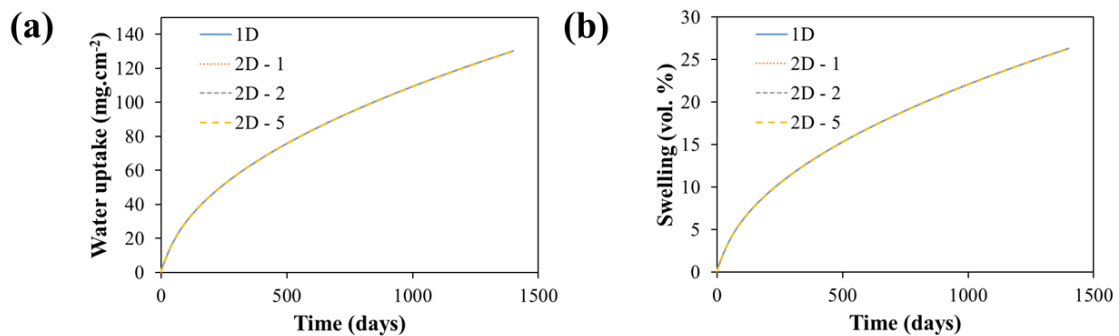 (a)
Water uptake (mg.cm-2)
140
120
100
80
60
40
20
0
1D
2D - 1
2D - 2
2D - 5
0
500
1000
1500
Time (days)
(b)
Swelling (vol. %)
30
25
20
15
10
5
0
1D
2D - 1
2D - 2
2D - 5
0
500
1000
1500
Time (days)